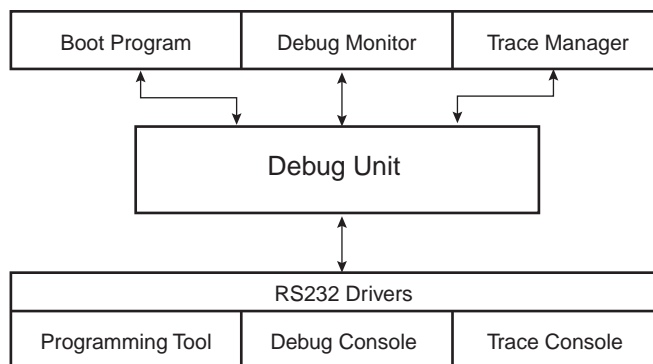 Boot Program
Debug Monitor
Trace Manager
Debug Unit
RS232 Drivers
Programming Tool
Debug Console
Trace Console